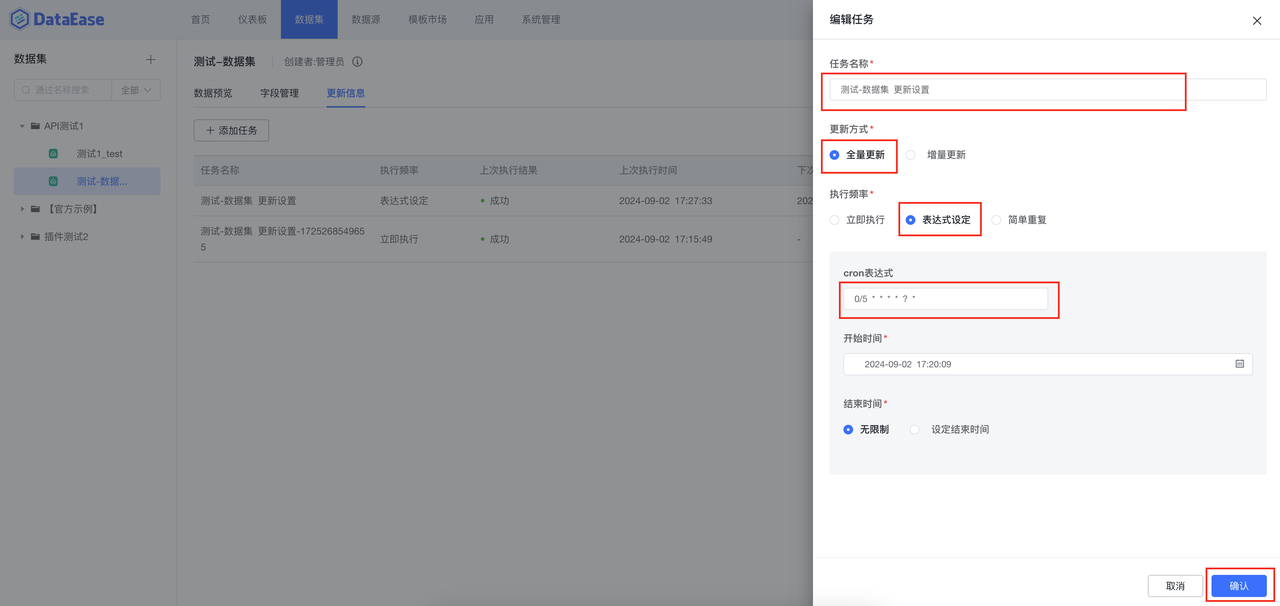 DataEase
首页 仪表板 数据集 数据源 模板市场 应用 系统管理
数据集
通过名称搜索 全部
API测试1
测试1_test
测试-数据...
【官方示例】
插件测试2
测试-数据集 创建者:管理员
数据预览 字段管理 更新信息
添加任务
任务名称 执行频率 上次执行结果 上次执行时间 下次
测试-数据集 更新设置 表达式设定 成功 2024-09-02 17:27:33 202
测试-数据集 更新设置-172526854965
5 立即执行 成功 2024-09-02 17:15:49 -
编辑任务
任务名称*
测试-数据集 更新设置
更新方式*
全量更新 增量更新
执行频率*
立即执行 表达式设定 简单重复
cron表达式
0/5 * * * * ? *
开始时间*
2024-09-02 17:20:09
结束时间*
无限制 设定结束时间
取消 确认